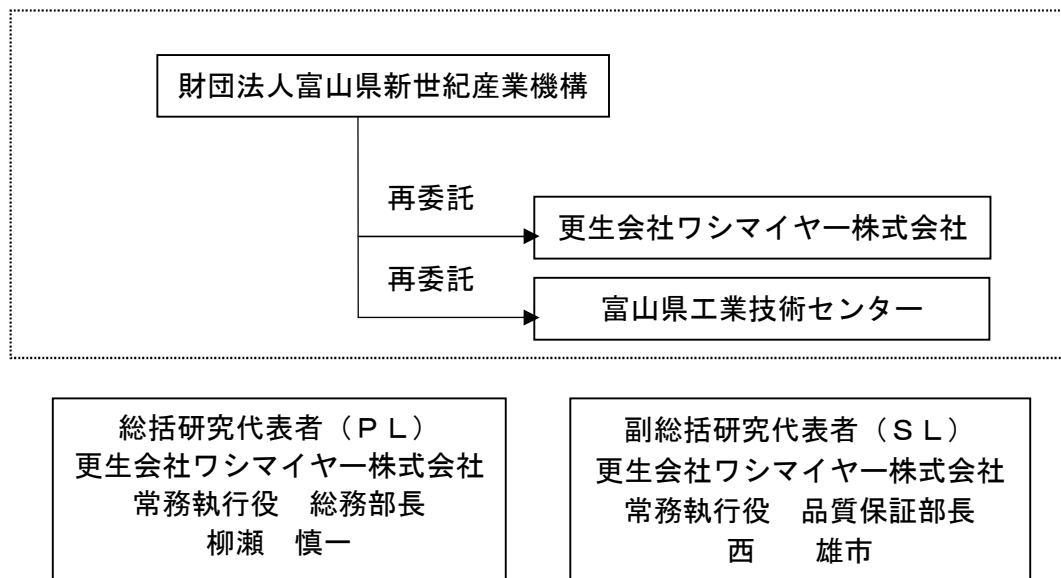 財団法人富山県新世紀産業機構
再委託
更生会社ワシマイヤー株式会社
再委託
富山県工業技術センター
総括研究代表者（ＰＬ）
更生会社ワシマイヤー株式会社
常務執行役　総務部長
柳瀬　慎一
副総括研究代表者（ＳＬ）
更生会社ワシマイヤー株式会社
常務執行役　品質保証部長
西　　雄市